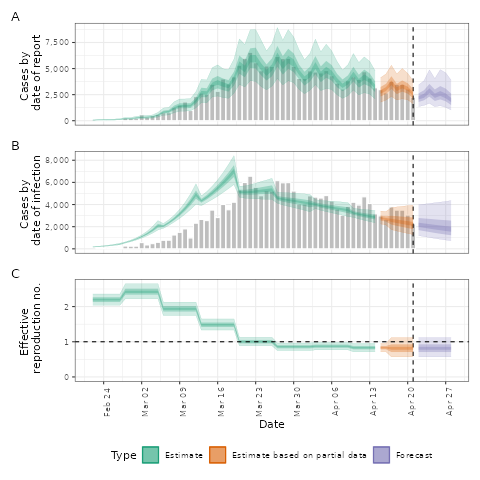 A
Cases by
date of report
7,500
5,000
2,500
0
B
Cases by
date of infection
8,000
6,000
4,000
2,000
0
C
Effective
reproduction no.
2
1
0
Feb 24
Mar 02
Mar 09
Mar 16
Mar 23
Mar 30
Apr 06
Apr 13
Apr 20
Apr 27
Date
Type Estimate Estimate based on partial data Forecast